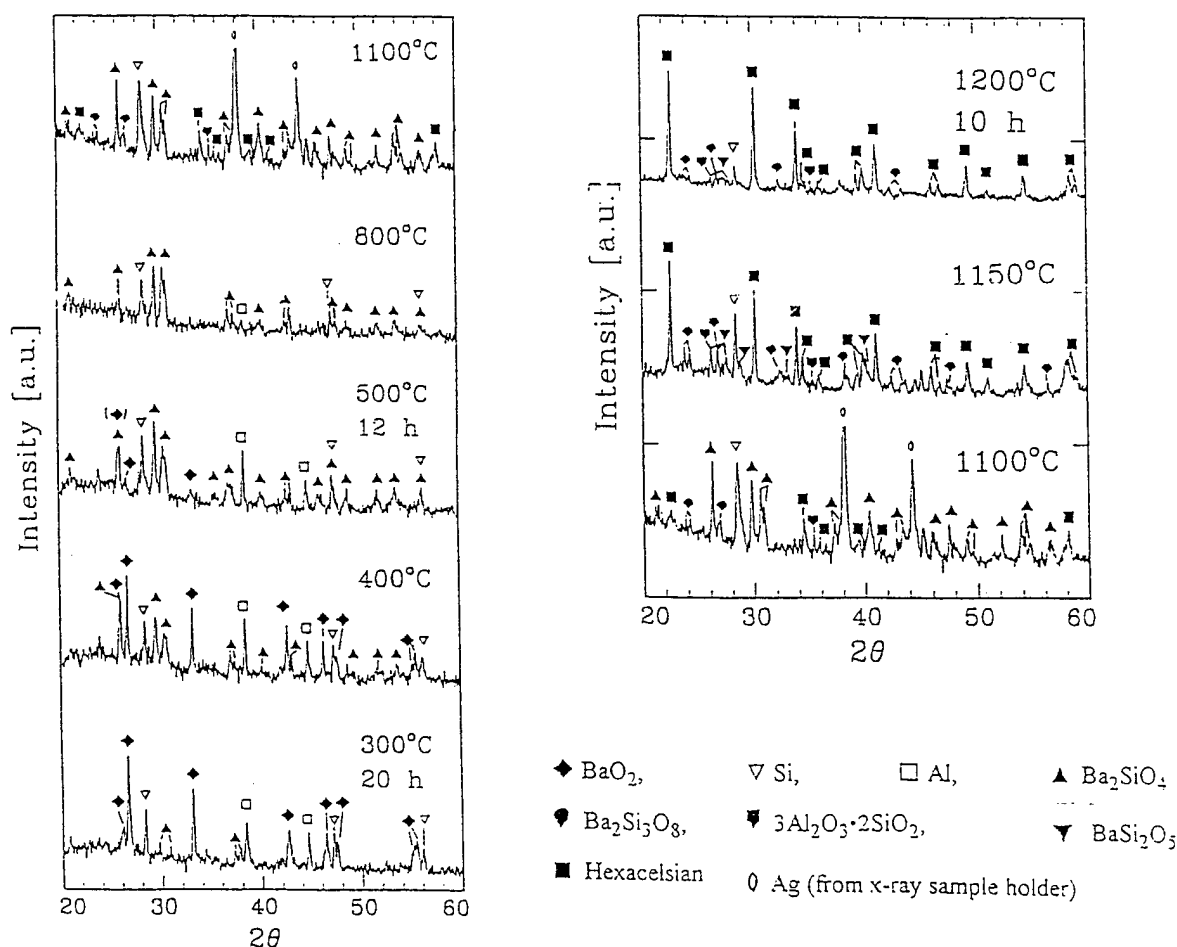 Intensity [a.u.]
1100°C
800°C
500°C
12 h
400°C
300°C
20 h
20 30 40 50 60
2θ
Intensity [a.u.]
1200°C
10 h
1150°C
1100°C
20 30 40 50 60
2θ
BaO₂, Si, Al, Ba₂SiO₄
Ba₂Si₃O₈, 3Al₂O₃·2SiO₂, BaSi₂O₅
Hexacelsian Ag (from x-ray sample holder)